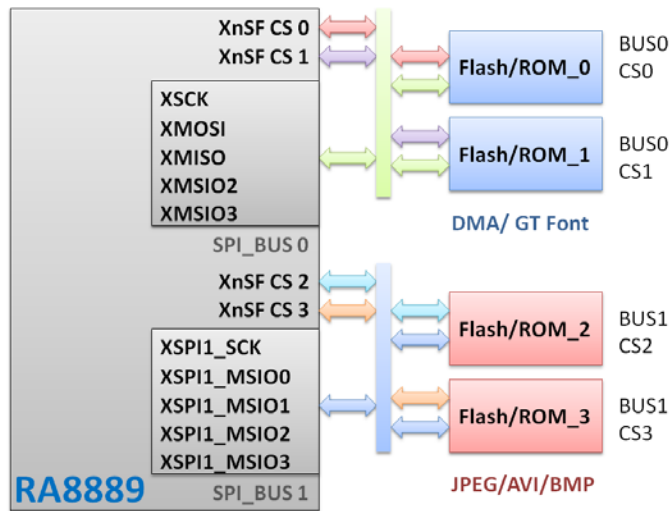 XnSF CS 0
XnSF CS 1
XSCK
XMOSI
XMISO
XMSIO2
XMSIO3
SPI_BUS 0
Flash/ROM_0
BUS0
CS0
Flash/ROM_1
BUS0
CS1
DMA/ GT Font
XnSF CS 2
XnSF CS 3
XSPI1_SCK
XSPI1_MSIO0
XSPI1_MSIO1
XSPI1_MSIO2
XSPI1_MSIO3
SPI_BUS 1
RA8889
Flash/ROM_2
BUS1
CS2
Flash/ROM_3
BUS1
CS3
JPEG/AVI/BMP